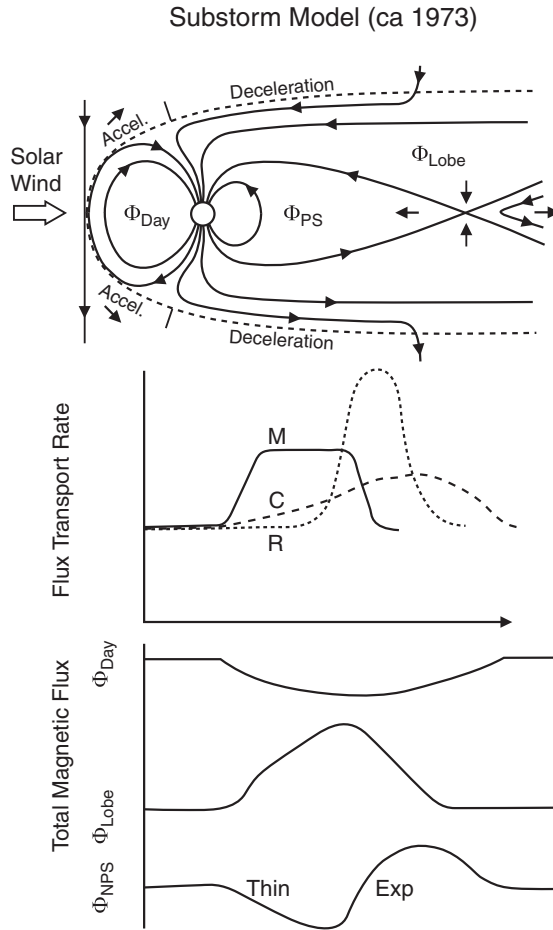 Substorm Model (ca 1973)
Deceleration
Accel.
Solar
Wind
Φ_Lobe
Φ_Day
Φ_PS
Accel.
Deceleration
Flux Transport Rate
M
C
R
Total Magnetic Flux
Φ_Day
Φ_Lobe
Φ_NPS
Thin
Exp